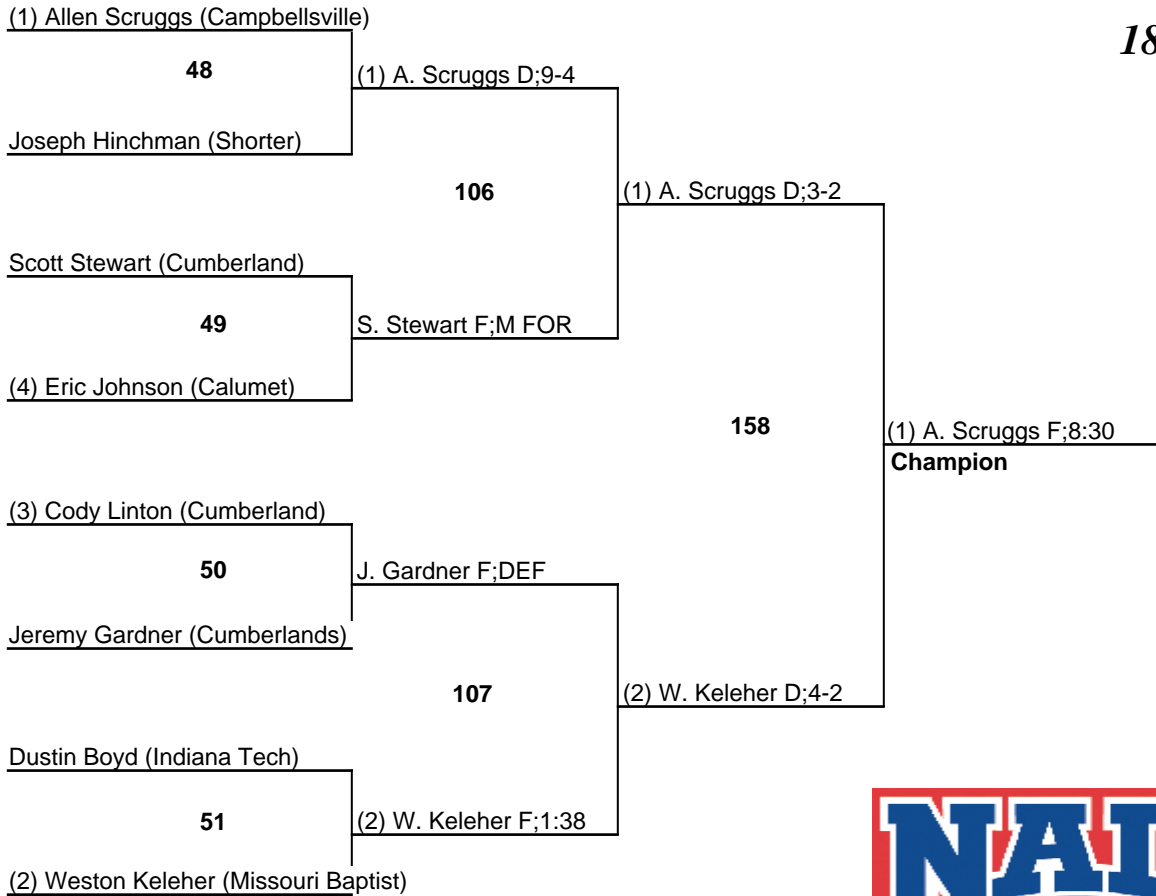 (1) Allen Scruggs (Campbellsville)
18
48
(1) A. Scruggs D;9-4
Joseph Hinchman (Shorter)
106
(1) A. Scruggs D;3-2
Scott Stewart (Cumberland)
49
S. Stewart F;M FOR
(4) Eric Johnson (Calumet)
158
(1) A. Scruggs F;8:30
Champion
(3) Cody Linton (Cumberland)
50
J. Gardner F;DEF
Jeremy Gardner (Cumberlands)
107
(2) W. Keleher D;4-2
Dustin Boyd (Indiana Tech)
51
(2) W. Keleher F;1:38
(2) Weston Keleher (Missouri Baptist)